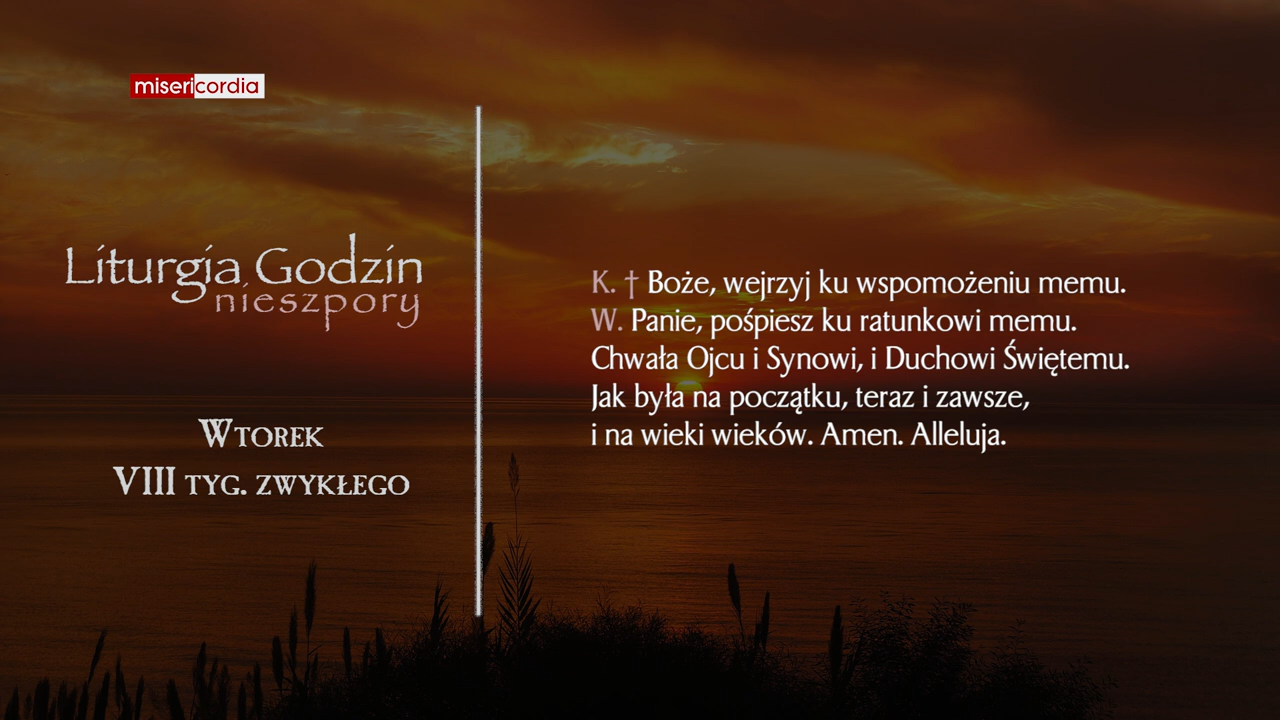 misericordia
Liturgia Godzin
nieszpory
Wtorek
VIII tyg. zwykłego
K. † Boże, wejrzyj ku wspomożeniu memu.
W. Panie, pośpiesz ku ratunkowi memu.
Chwała Ojcu i Synowi, i Duchowi Świętemu.
Jak była na początku, teraz i zawsze,
i na wieki wieków. Amen. Alleluja.